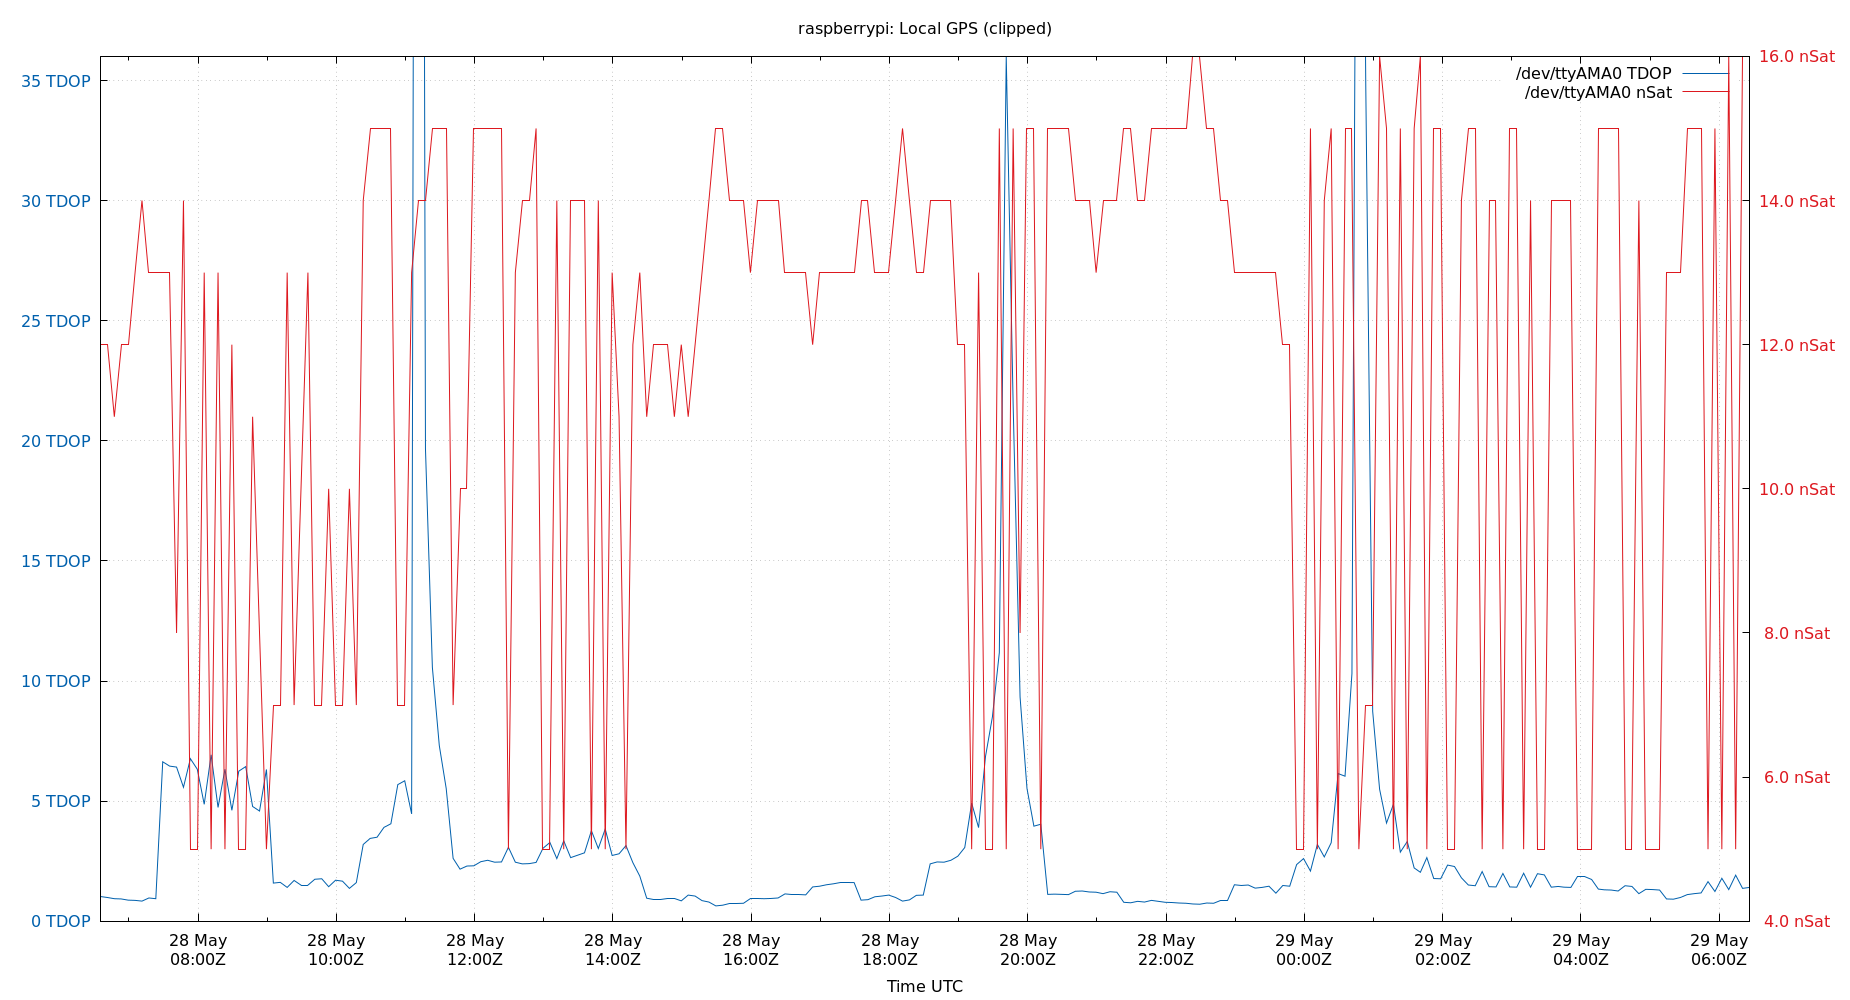 raspberrypi: Local GPS (clipped)
35 TDOP
30 TDOP
25 TDOP
20 TDOP
15 TDOP
10 TDOP
5 TDOP
0 TDOP
16.0 nSat
14.0 nSat
12.0 nSat
10.0 nSat
8.0 nSat
6.0 nSat
4.0 nSat
/dev/ttyAMA0 TDOP
/dev/ttyAMA0 nSat
28 May
08:00Z
28 May
10:00Z
28 May
12:00Z
28 May
14:00Z
28 May
16:00Z
28 May
18:00Z
28 May
20:00Z
28 May
22:00Z
29 May
00:00Z
29 May
02:00Z
29 May
04:00Z
29 May
06:00Z
Time UTC